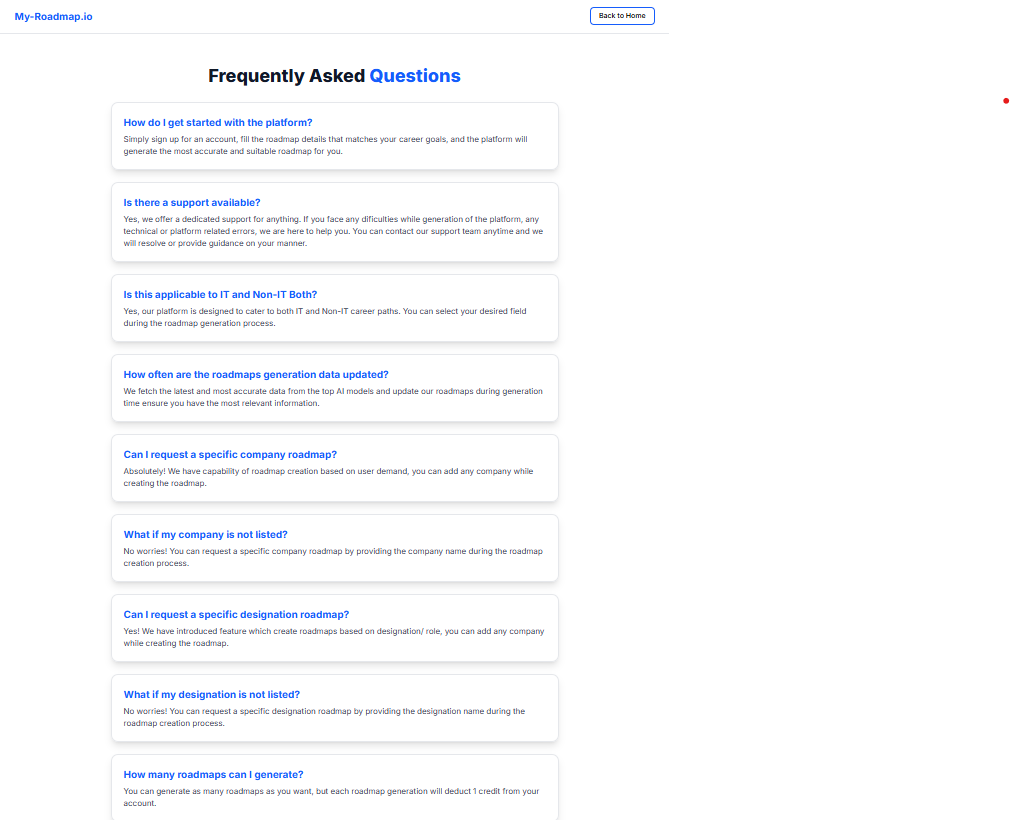 My-Roadmap.io
Back to Home
Frequently Asked Questions
How do I get started with the platform?
Simply sign up for an account, fill the roadmap details that matches your career goals, and the platform will
generate the most accurate and suitable roadmap for you.
Is there a support available?
Yes, we offer a dedicated support for anything. If you face any dificulties while generation of the platform, any
technical or platform related errors, we are here to help you. You can contact our support team anytime and we
will resolve or provide guidance on your manner.
Is this applicable to IT and Non-IT Both?
Yes, our platform is designed to cater to both IT and Non-IT career paths. You can select your desired field
during the roadmap generation process.
How often are the roadmaps generation data updated?
We fetch the latest and most accurate data from the top AI models and update our roadmaps during generation
time ensure you have the most relevant information.
Can I request a specific company roadmap?
Absolutely! We have capability of roadmap creation based on user demand, you can add any company while
creating the roadmap.
What if my company is not listed?
No worries! You can request a specific company roadmap by providing the company name during the roadmap
creation process.
Can I request a specific designation roadmap?
Yes! We have introduced feature which create roadmaps based on designation/ role, you can add any company
while creating the roadmap.
What if my designation is not listed?
No worries! You can request a specific designation roadmap by providing the designation name during the
roadmap creation process.
How many roadmaps can I generate?
You can generate as many roadmaps as you want, but each roadmap generation will deduct 1 credit from your
account.